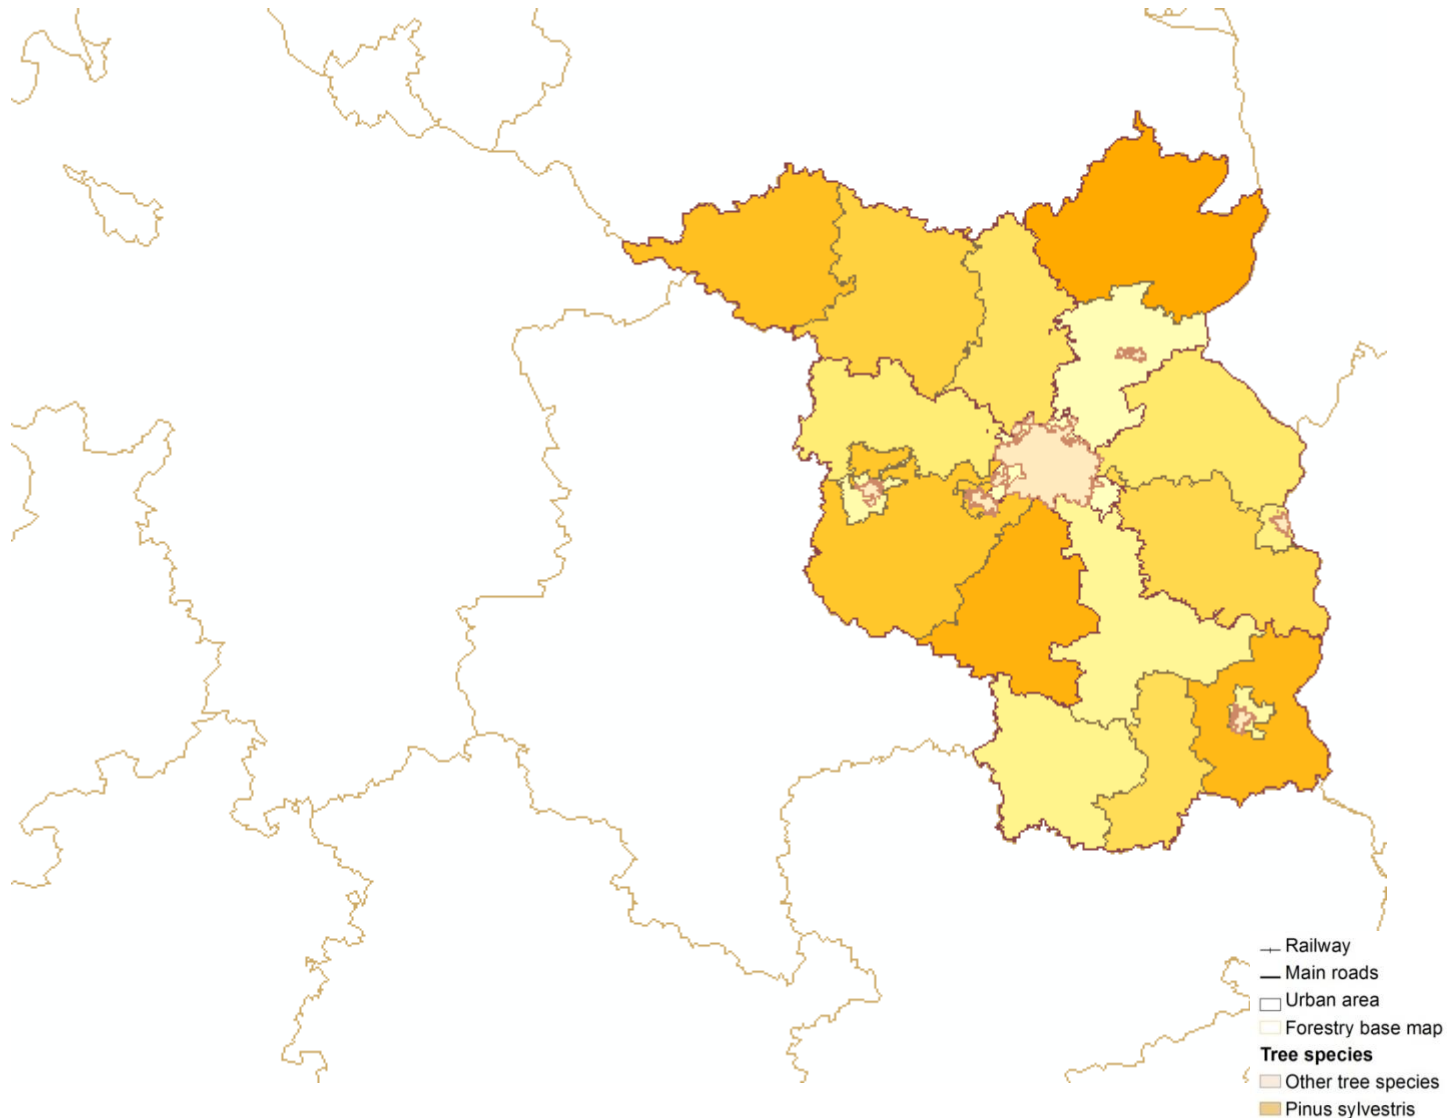 Railway
Main roads
Urban area
Forestry base map
Tree species
Other tree species
Pinus sylvestris